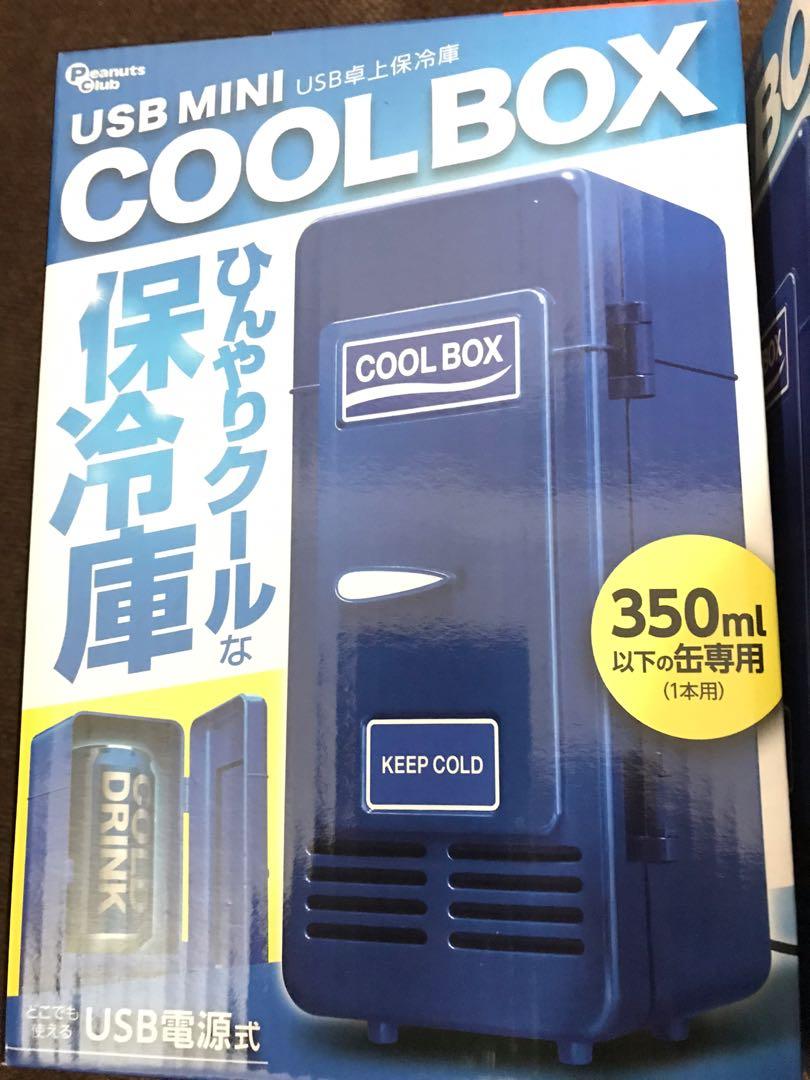 Peanuts Club
USB MINI USB卓上保冷庫
COOL BOX
ひんやりクールな
保冷庫
COOL BOX
350ml
以下の缶専用
(1本用)
KEEP COLD
COLD
DRINK
どこでも
使える
USB電源式
BO